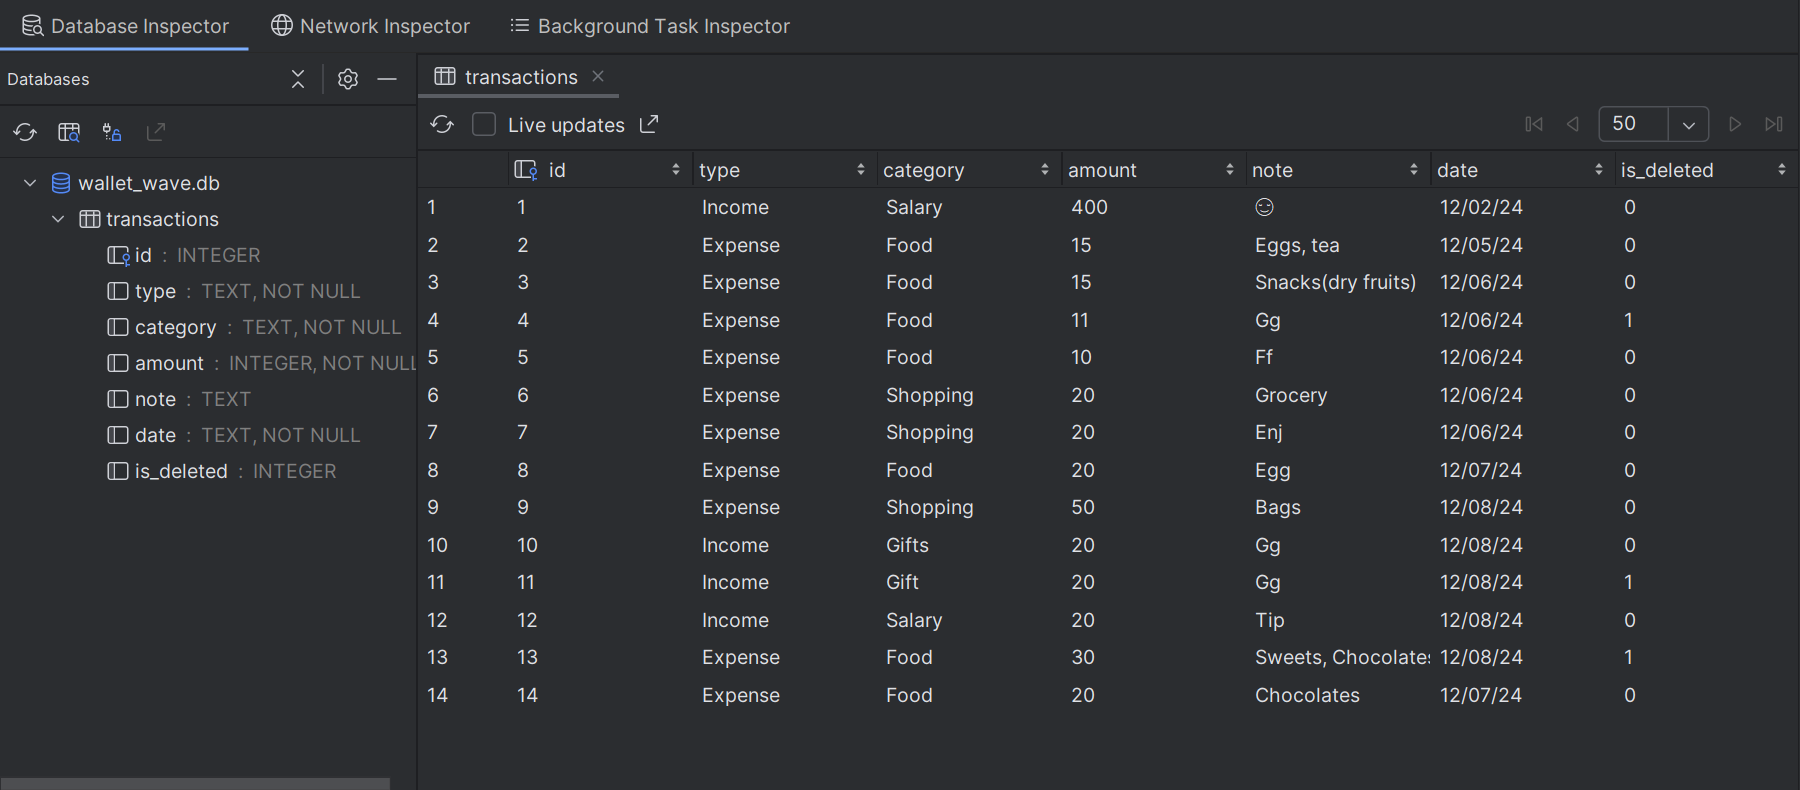 Database Inspector Network Inspector Background Task Inspector
Databases
transactions
Live updates
50
wallet_wave.db
transactions
id : INTEGER
type : TEXT, NOT NULL
category : TEXT, NOT NULL
amount : INTEGER, NOT NULL
note : TEXT
date : TEXT, NOT NULL
is_deleted : INTEGER
id type category amount note date is_deleted
1 1 Income Salary 400 😏 12/02/24 0
2 2 Expense Food 15 Eggs, tea 12/05/24 0
3 3 Expense Food 15 Snacks(dry fruits) 12/06/24 0
4 4 Expense Food 11 Gg 12/06/24 1
5 5 Expense Food 10 Ff 12/06/24 0
6 6 Expense Shopping 20 Grocery 12/06/24 0
7 7 Expense Shopping 20 Enj 12/06/24 0
8 8 Expense Food 20 Egg 12/07/24 0
9 9 Expense Shopping 50 Bags 12/08/24 0
10 10 Income Gifts 20 Gg 12/08/24 0
11 11 Income Gift 20 Gg 12/08/24 1
12 12 Income Salary 20 Tip 12/08/24 0
13 13 Expense Food 30 Sweets, Chocolates 12/08/24 1
14 14 Expense Food 20 Chocolates 12/07/24 0